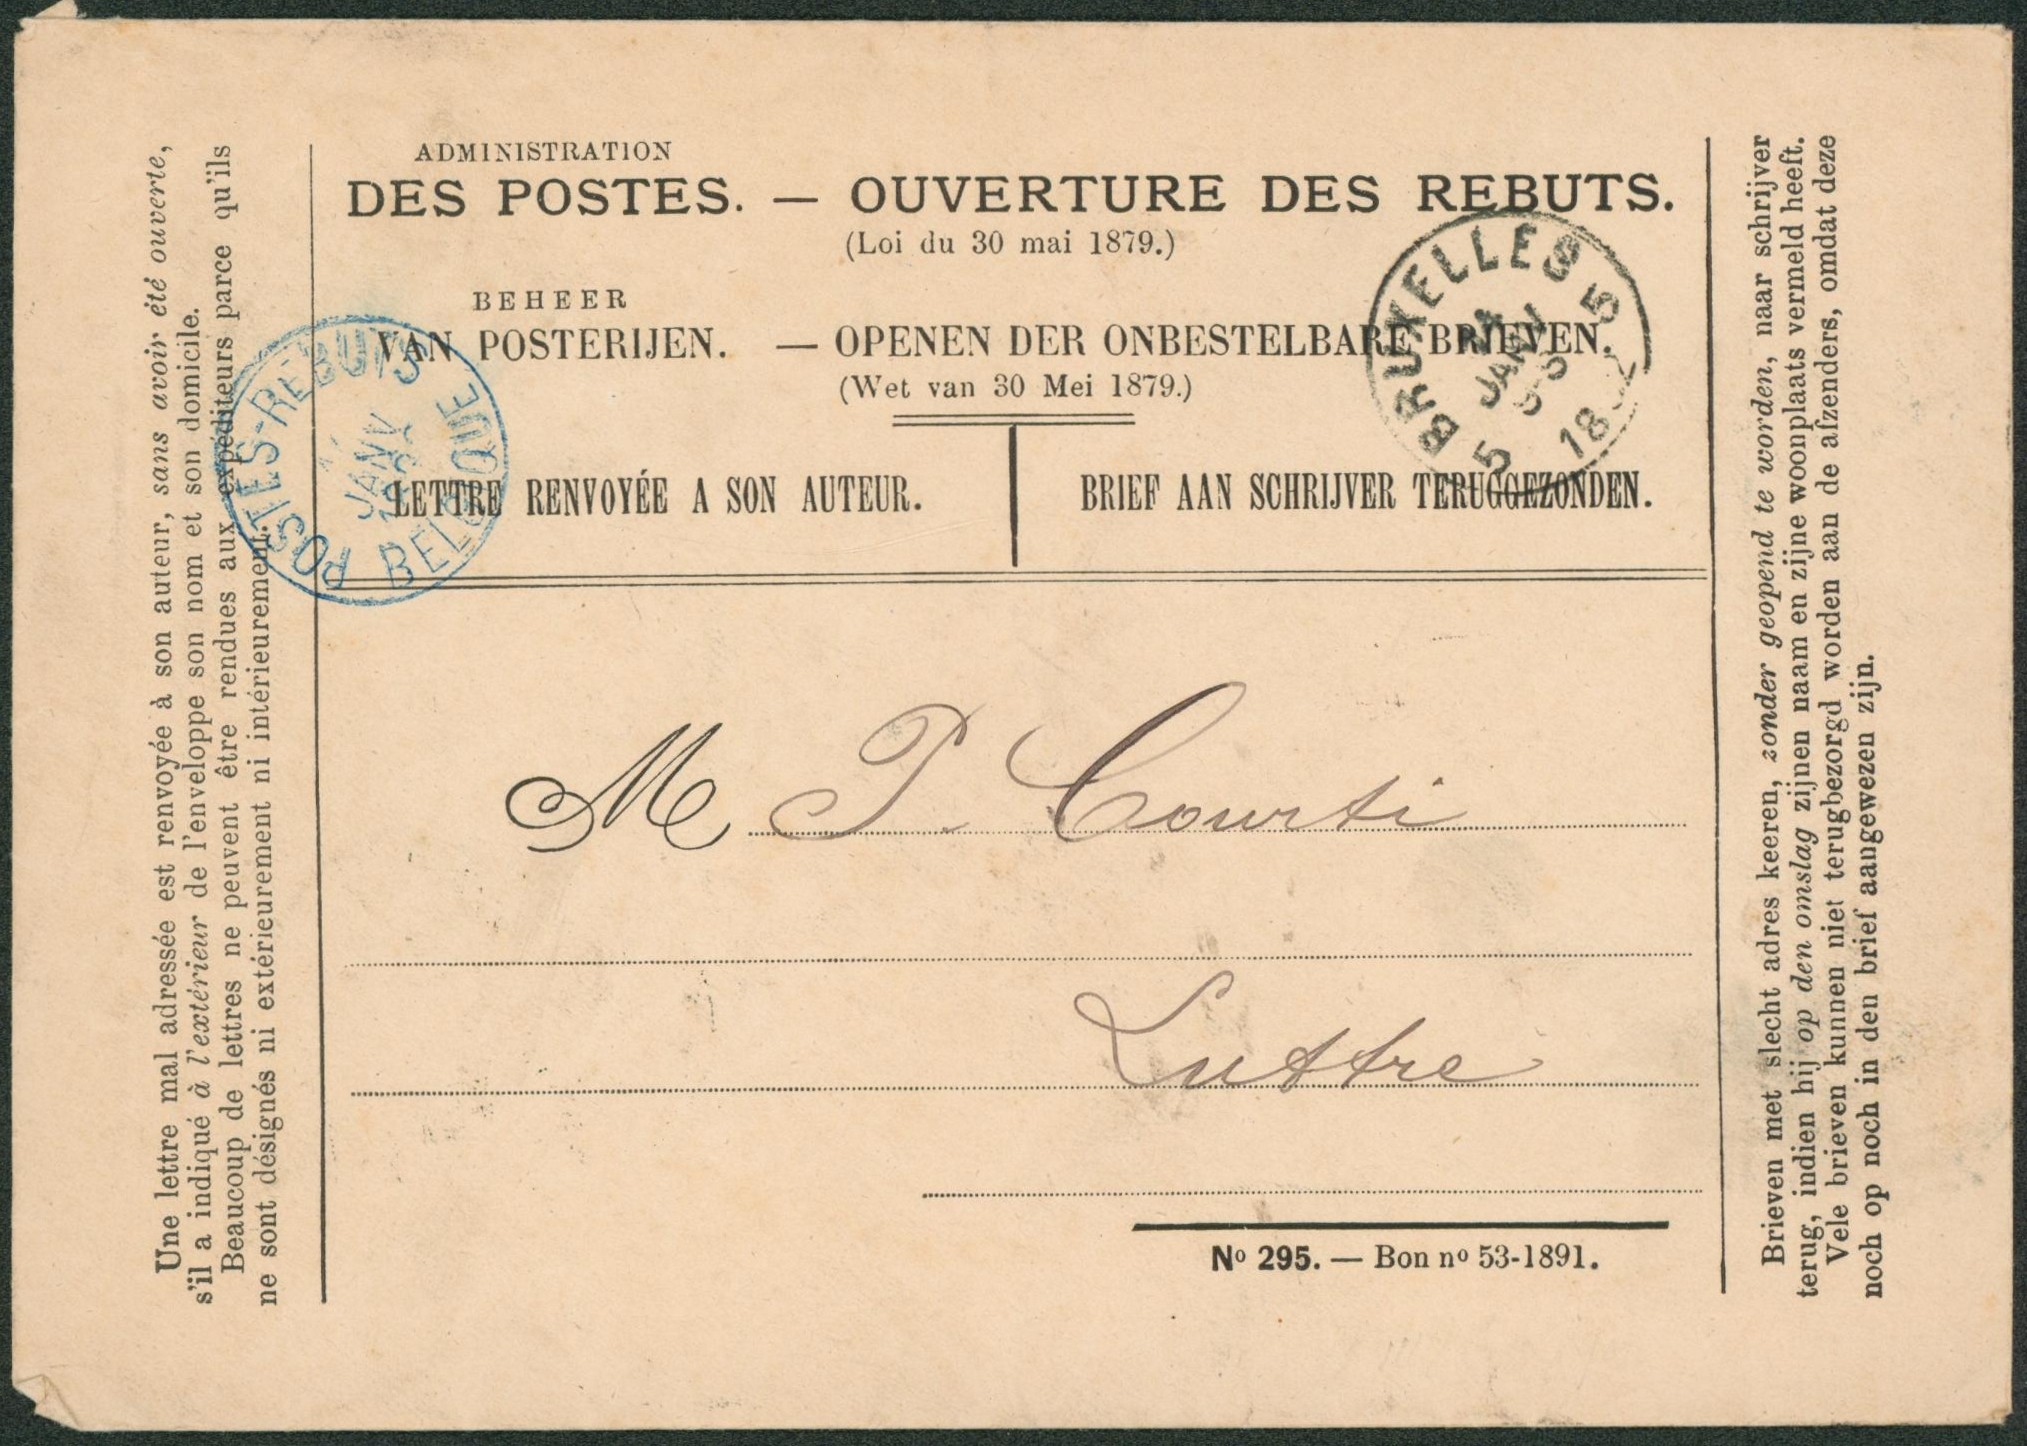 ADMINISTRATION
DES POSTES. — OUVERTURE DES REBUTS.
(Loi du 30 mai 1879.)
BEHEER
VAN POSTERIJEN. — OPENEN DER ONBESTELBARE BRIEVEN.
(Wet van 30 Mei 1879.)
LETTRE RENVOYÉE A SON AUTEUR.
BRIEF AAN SCHRIJVER TERUGGEZONDEN.
POSTES-REBUTS
JANV
BELGIQUE
BRUXELLES 5
JANV
5 18
M P. Courti
Luttre
Nº 295. — Bon nº 53-1891.
Une lettre mal adressée est renvoyée à son auteur, sans avoir été ouverte,
s'il a indiqué à l'extérieur de l'enveloppe son nom et son domicile.
Beaucoup de lettres ne peuvent être rendues aux expéditeurs parce qu'ils
ne sont désignés ni extérieurement ni intérieurement.
Brieven met slecht adres keeren, zonder geopend te worden, naar schrijver
terug, indien hij op den omslag zijnen naam en zijne woonplaats vermeld heeft.
Vele brieven kunnen niet terugbezorgd worden aan de afzenders, omdat deze
noch op noch in den brief aangewezen zijn.